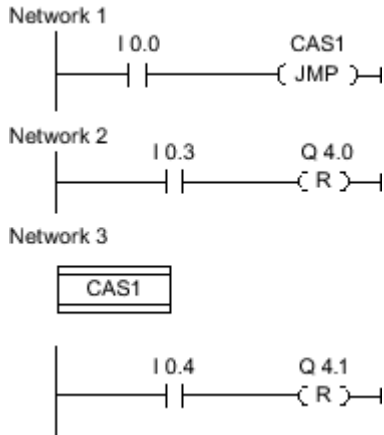 Network 1
I 0.0 CAS1
JMP
Network 2
I 0.3 Q 4.0
R
Network 3
CAS1
I 0.4 Q 4.1
R